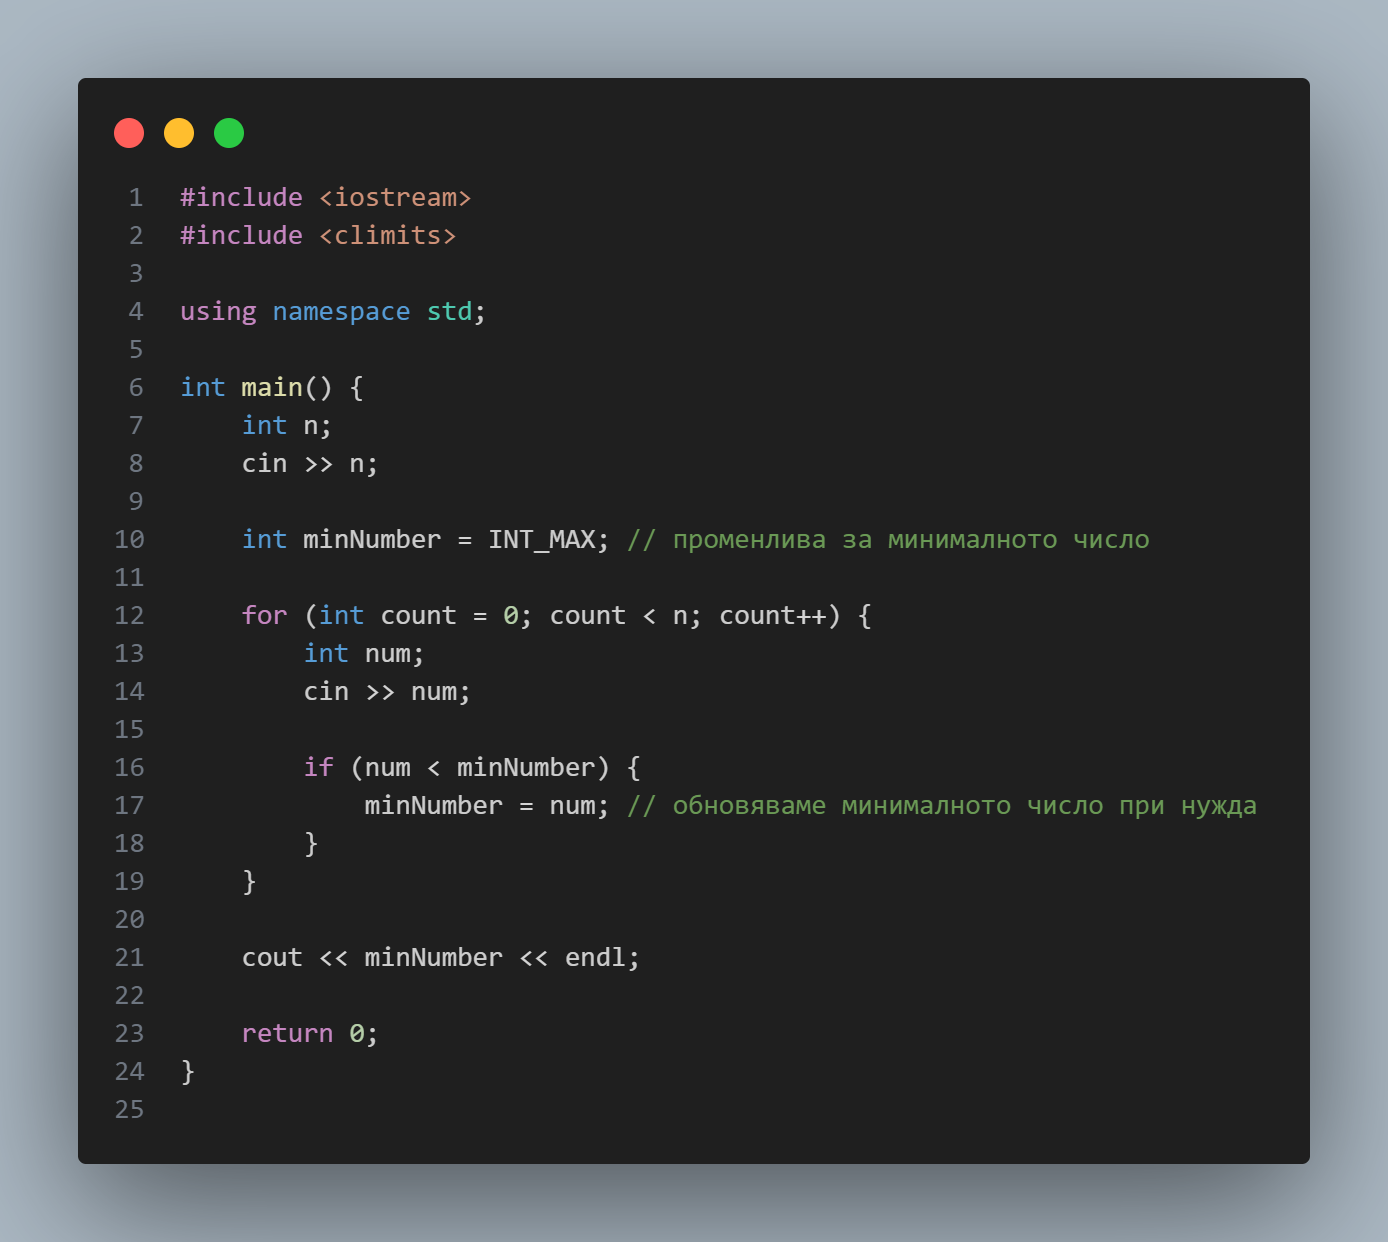 1 #include <iostream>
2 #include <climits>
3
4 using namespace std;
5
6 int main() {
7     int n;
8     cin >> n;
9
10     int minNumber = INT_MAX; // променлива за минималното число
11
12     for (int count = 0; count < n; count++) {
13         int num;
14         cin >> num;
15
16         if (num < minNumber) {
17             minNumber = num; // обновяваме минималното число при нужда
18         }
19     }
20
21     cout << minNumber << endl;
22
23     return 0;
24 }
25